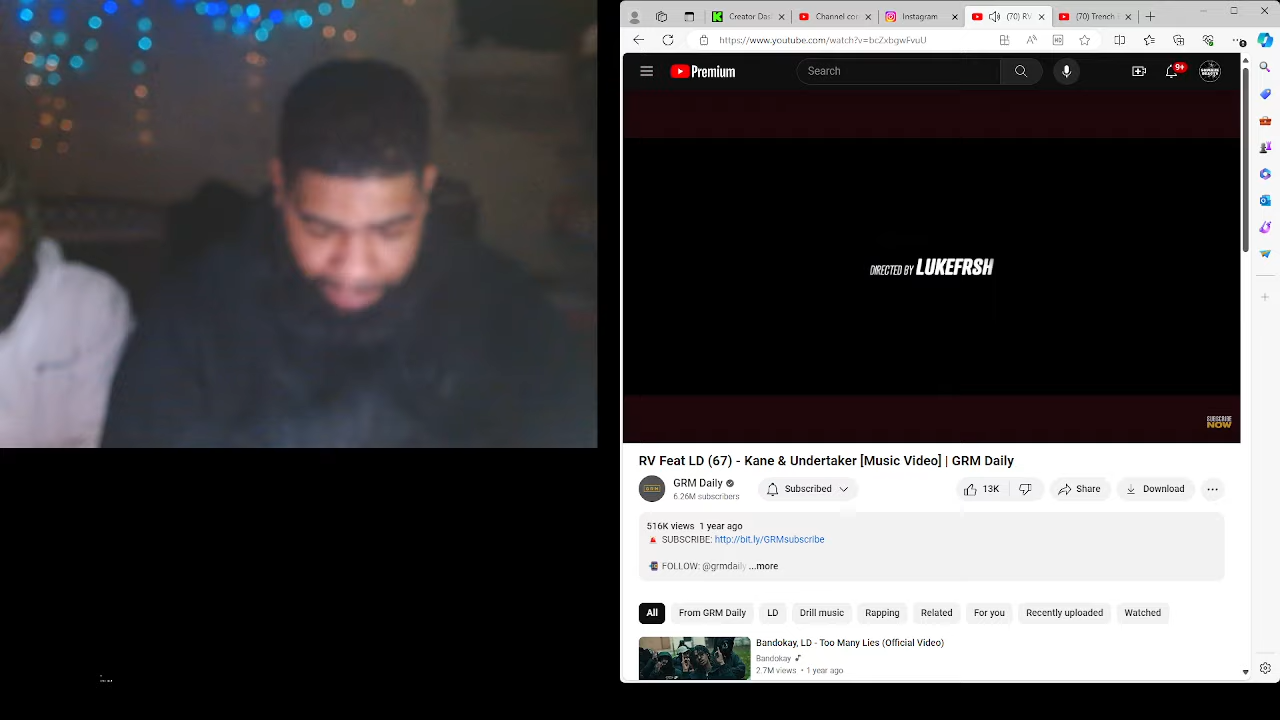 Creator Das
Channel con
Instagram
(70) RV
(70) Trench F
https://www.youtube.com/watch?v=bcZxbgwFvuU
HD
Premium
Search
9+
DIRECTED BY LUKEFRSH
SUBSCRIBE
NOW
RV Feat LD (67) - Kane & Undertaker [Music Video] | GRM Daily
GRM Daily
6.26M subscribers
Subscribed
13K
Share
Download
516K views 1 year ago
SUBSCRIBE: http://bit.ly/GRMsubscribe
FOLLOW: @grmdaily ...more
All
From GRM Daily
LD
Drill music
Rapping
Related
For you
Recently uploaded
Watched
Bandokay, LD - Too Many Lies (Official Video)
Bandokay
2.7M views • 1 year ago